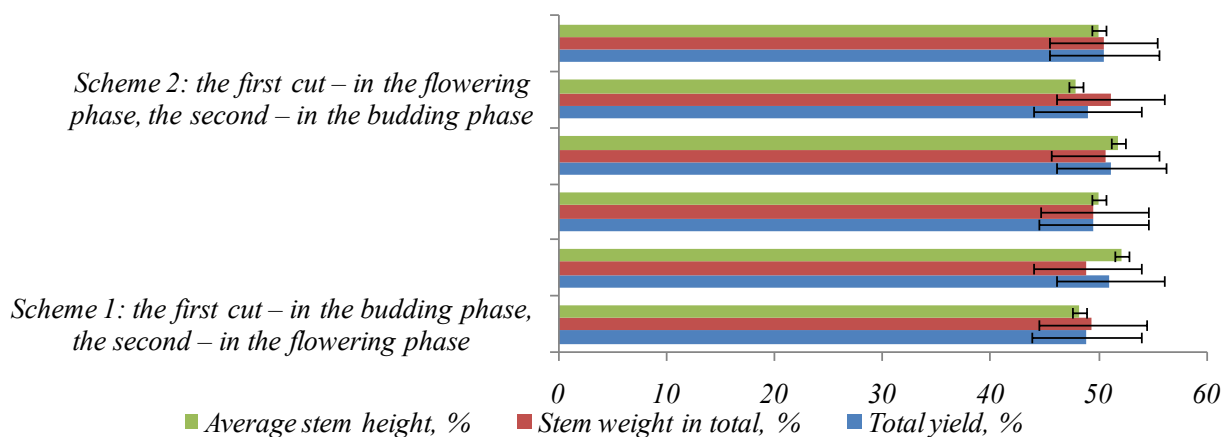 Scheme 2: the first cut – in the flowering
phase, the second – in the budding phase
Scheme 1: the first cut – in the budding phase,
the second – in the flowering phase
0 10 20 30 40 50 60
Average stem height, % Stem weight in total, % Total yield, %